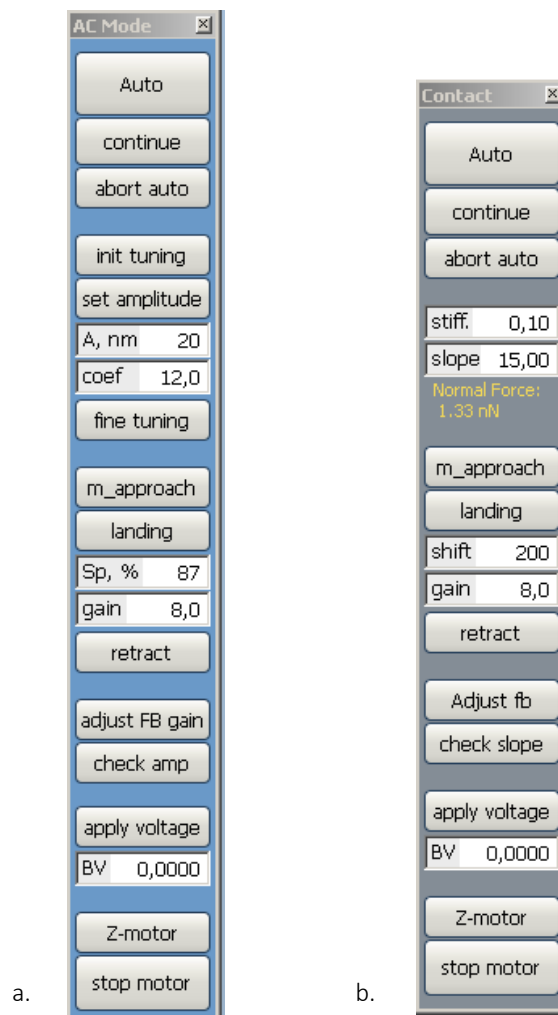 AC Mode
Auto
continue
abort auto
init tuning
set amplitude
A, nm 20
coef 12,0
fine tuning
m_approach
landing
Sp, % 87
gain 8,0
retract
adjust FB gain
check amp
apply voltage
BV 0,0000
Z-motor
stop motor
a.
Contact
Auto
continue
abort auto
stiff. 0,10
slope 15,00
Normal Force:
1.33 nN
m_approach
landing
shift 200
gain 8,0
retract
Adjust fb
check slope
apply voltage
BV 0,0000
Z-motor
stop motor
b.